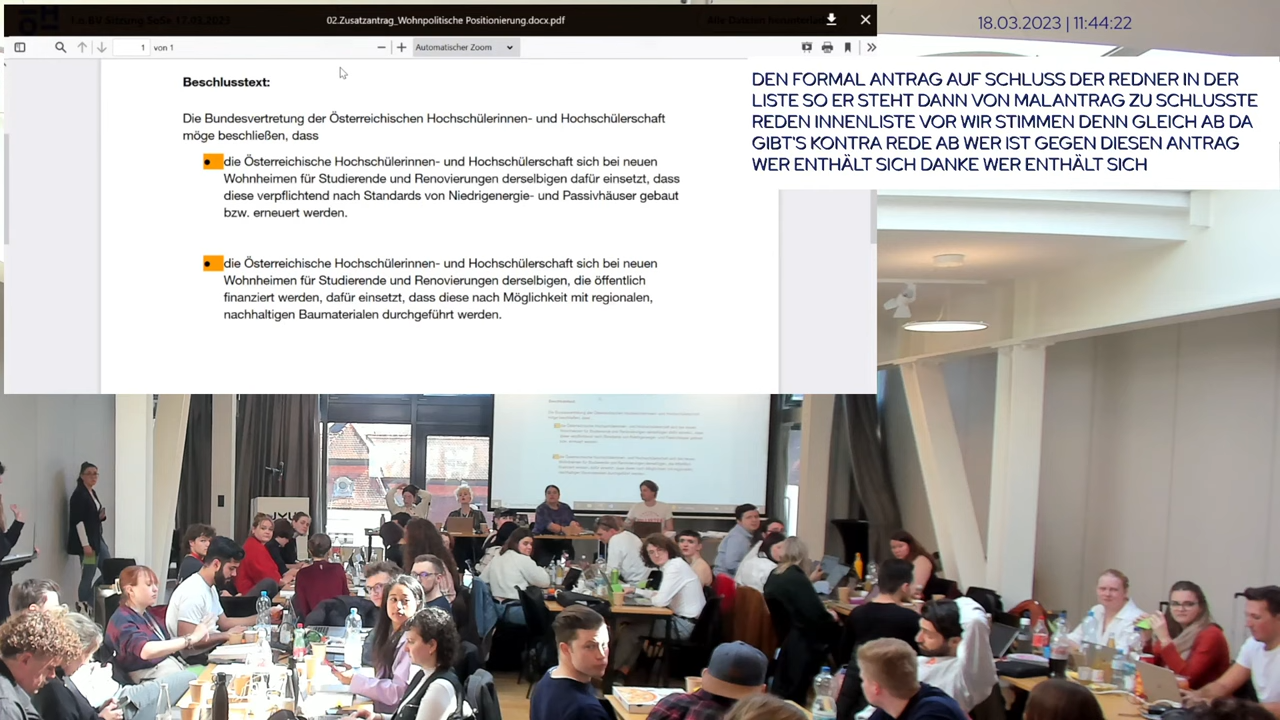 02.Zusatzantrag_Wohnpolitische Positionierung.docx.pdf
18.03.2023 | 11:44:22
1 von 1
Automatischer Zoom
Beschlusstext:
Die Bundesvertretung der Österreichischen Hochschülerinnen- und Hochschülerschaft
möge beschließen, dass
die Österreichische Hochschülerinnen- und Hochschülerschaft sich bei neuen
Wohnheimen für Studierende und Renovierungen derselbigen dafür einsetzt, dass
diese verpflichtend nach Standards von Niedrigenergie- und Passivhäuser gebaut
bzw. erneuert werden.
die Österreichische Hochschülerinnen- und Hochschülerschaft sich bei neuen
Wohnheimen für Studierende und Renovierungen derselbigen, die öffentlich
finanziert werden, dafür einsetzt, dass diese nach Möglichkeit mit regionalen,
nachhaltigen Baumaterialen durchgeführt werden.
DEN FORMAL ANTRAG AUF SCHLUSS DER REDNER IN DER
LISTE SO ER STEHT DANN VON MALANTRAG ZU SCHLUSSTE
REDEN INNENLISTE VOR WIR STIMMEN DENN GLEICH AB DA
GIBT'S KONTRA REDE AB WER IST GEGEN DIESEN ANTRAG
WER ENTHÄLT SICH DANKE WER ENTHÄLT SICH
JKU